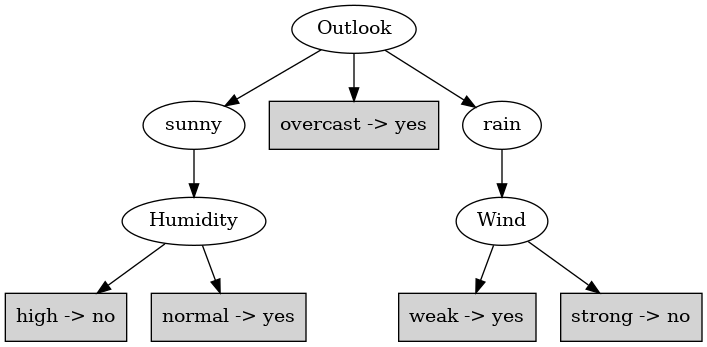 Outlook
sunny
overcast -> yes
rain
Humidity
Wind
high -> no
normal -> yes
weak -> yes
strong -> no